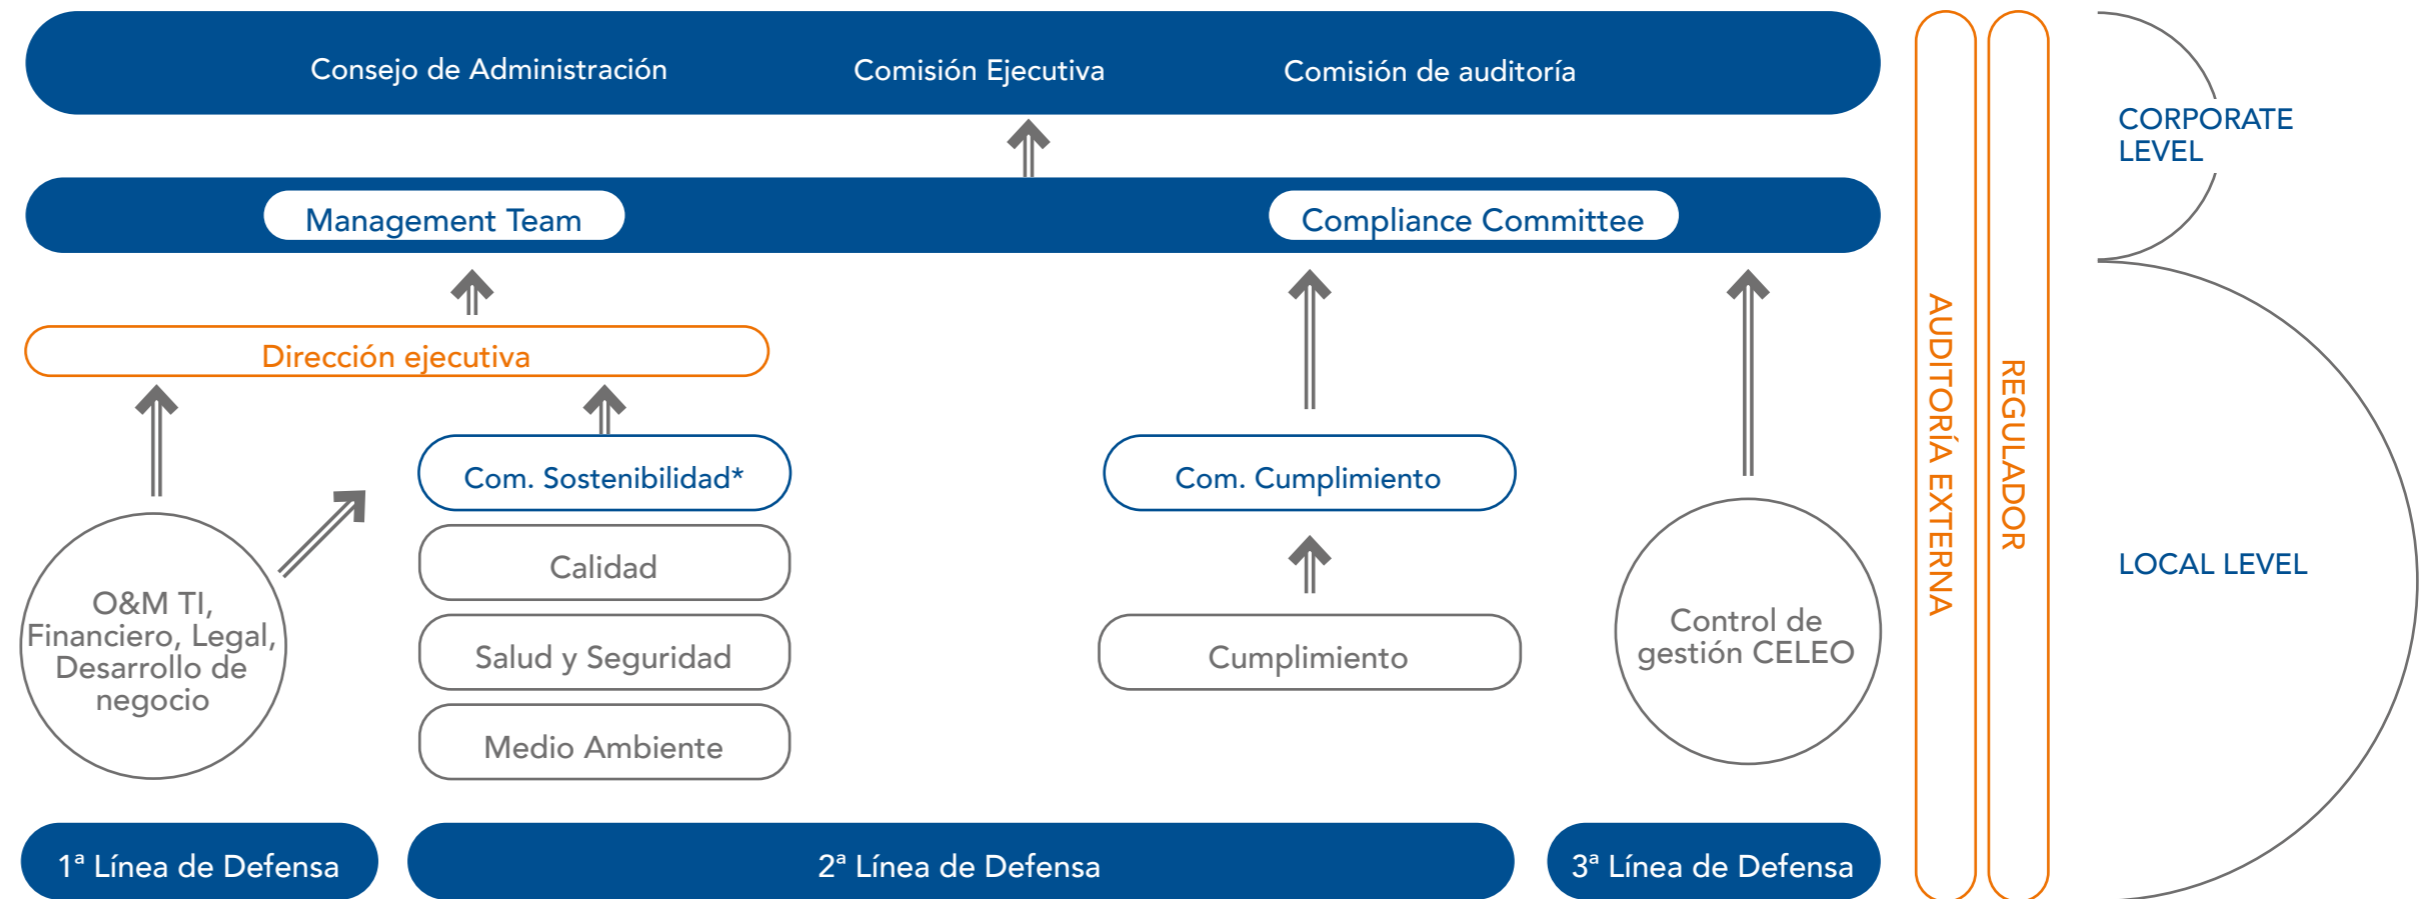 Consejo de Administración
Comisión Ejecutiva
Comisión de auditoría
Management Team
Compliance Committee
Dirección ejecutiva
Com. Sostenibilidad*
Calidad
Salud y Seguridad
Medio Ambiente
O&M TI,
Financiero, Legal,
Desarrollo de
negocio
Com. Cumplimiento
Cumplimiento
Control de
gestión CELEO
1ª Línea de Defensa
2ª Línea de Defensa
3ª Línea de Defensa
AUDITORÍA EXTERNA
REGULADOR
CORPORATE
LEVEL
LOCAL LEVEL